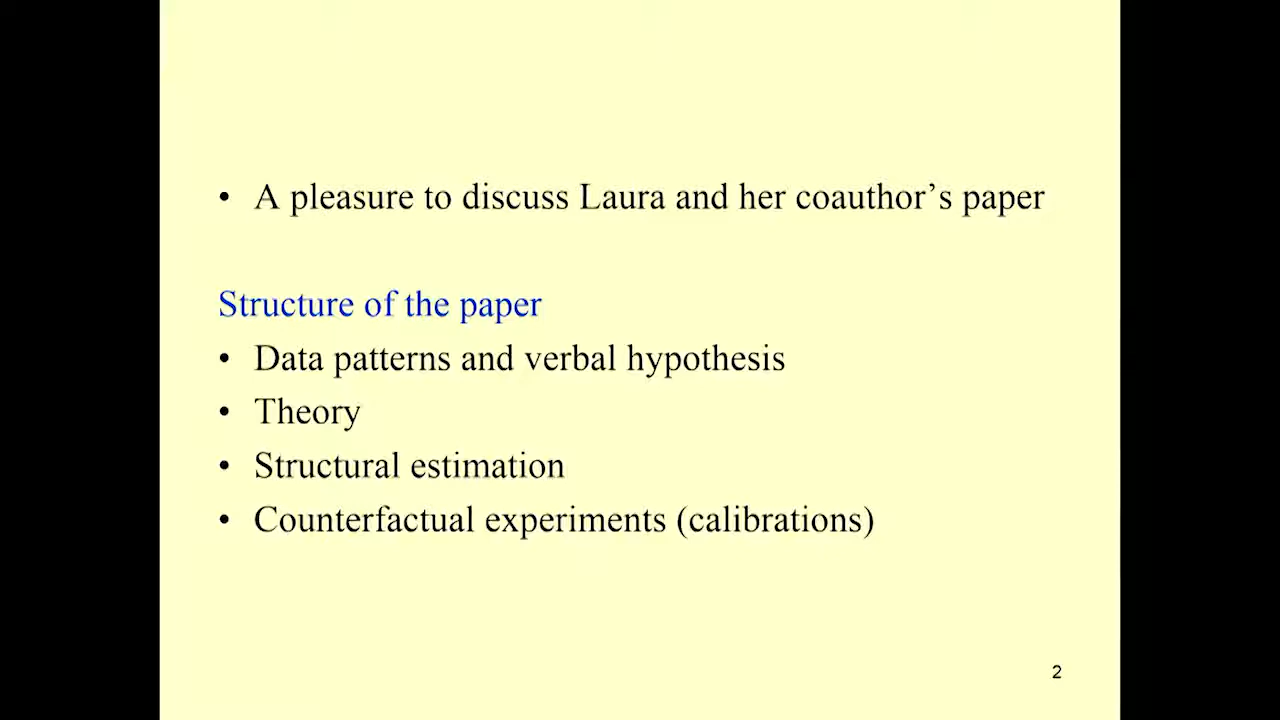 • A pleasure to discuss Laura and her coauthor’s paper
Structure of the paper
• Data patterns and verbal hypothesis
• Theory
• Structural estimation
• Counterfactual experiments (calibrations)
2